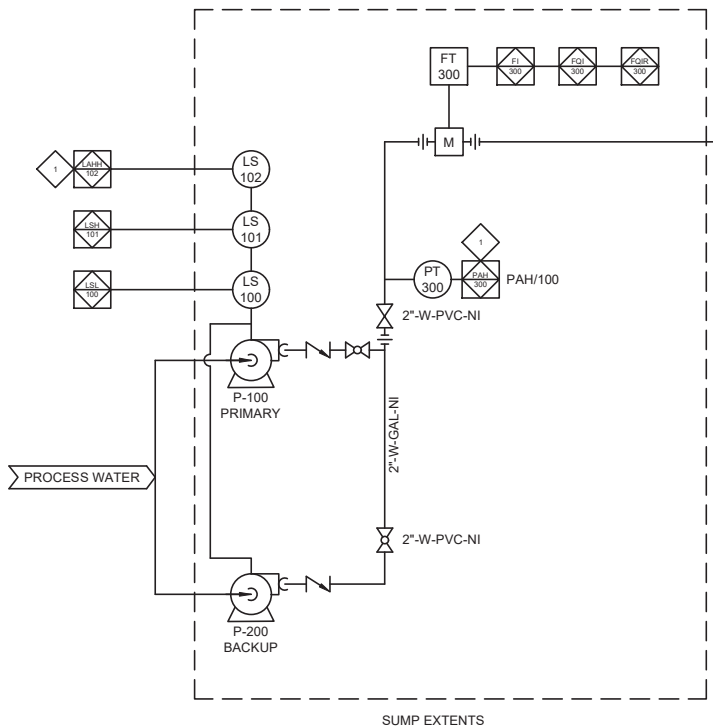 FT
300
FI
300
FQI
300
FQIR
300
M
1
LAHH
102
LS
102
LSH
101
LS
101
LSL
100
LS
100
1
PT
300
PAH
300
PAH/100
2"-W-PVC-NI
P-100
PRIMARY
2"-W-GAL-NI
PROCESS WATER
2"-W-PVC-NI
P-200
BACKUP
SUMP EXTENTS